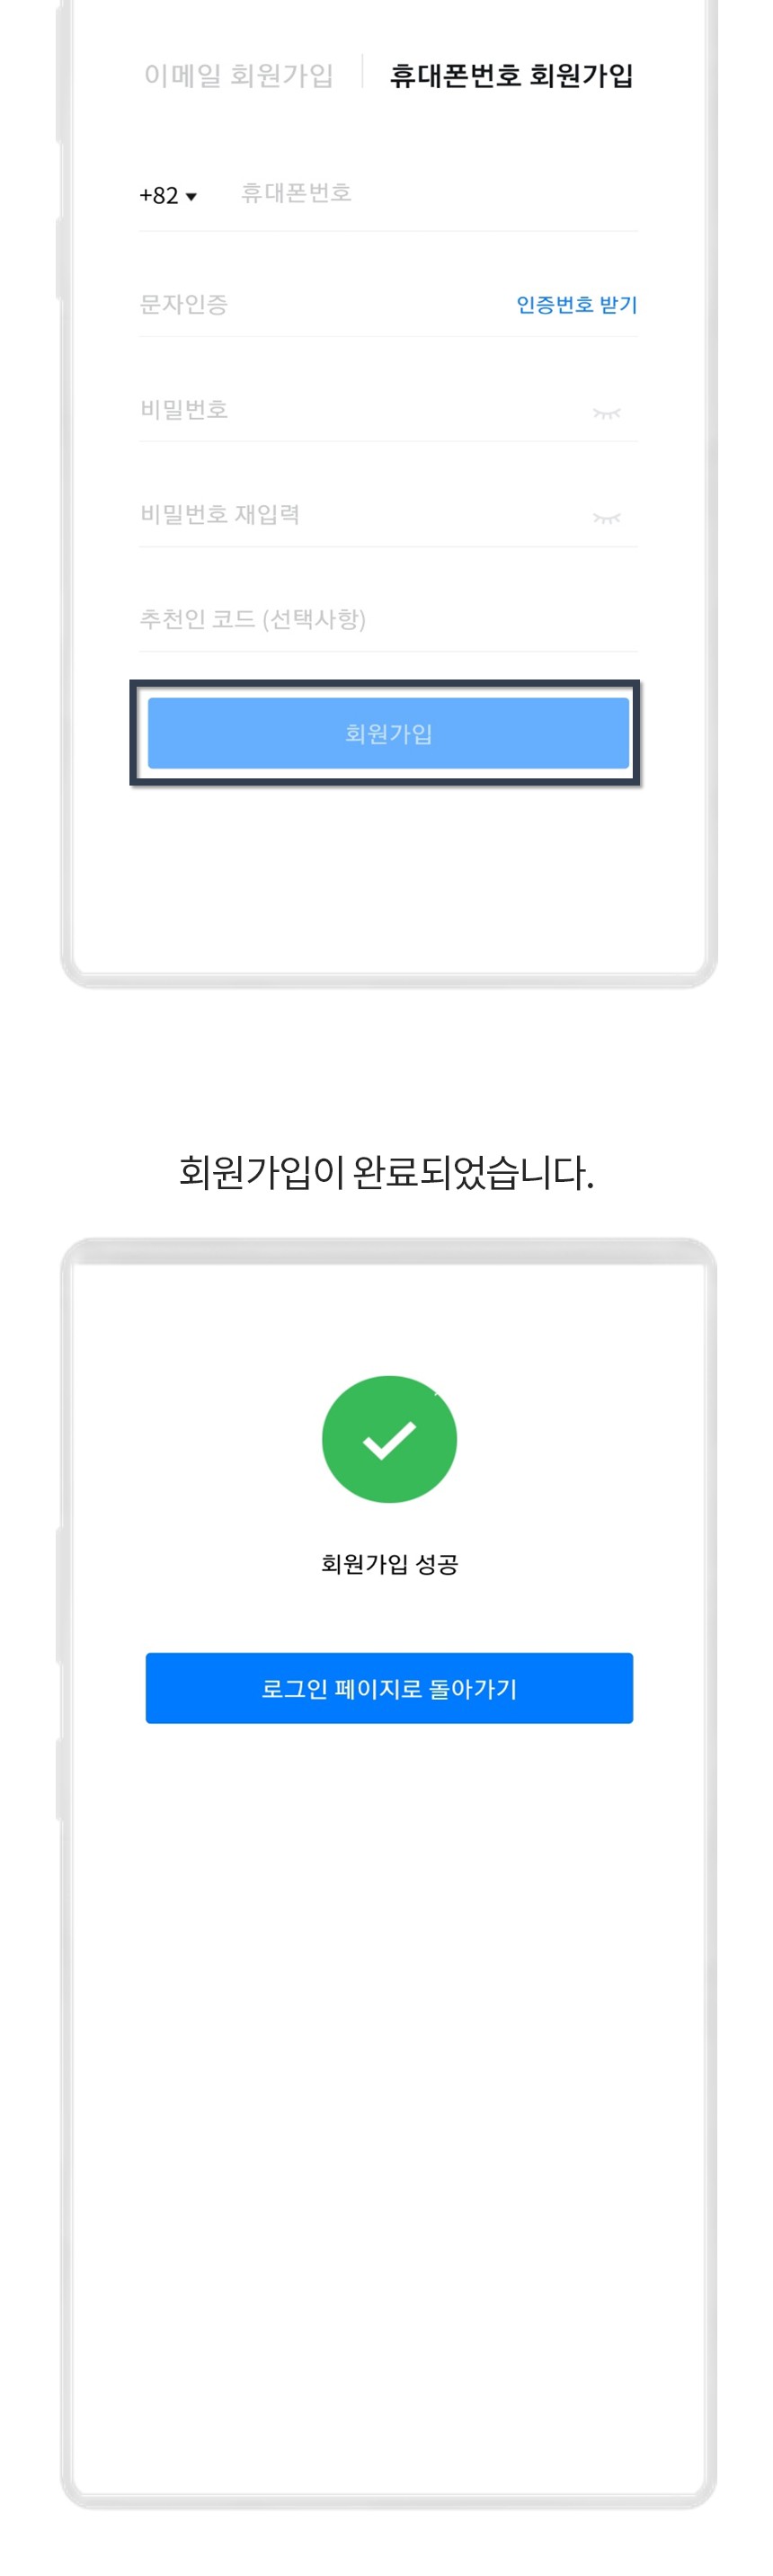 이메일 회원가입 휴대폰번호 회원가입
+82 휴대폰번호
문자인증 인증번호 받기
비밀번호
비밀번호 재입력
추천인 코드 (선택사항)
회원가입
회원가입이 완료되었습니다.
회원가입 성공
로그인 페이지로 돌아가기